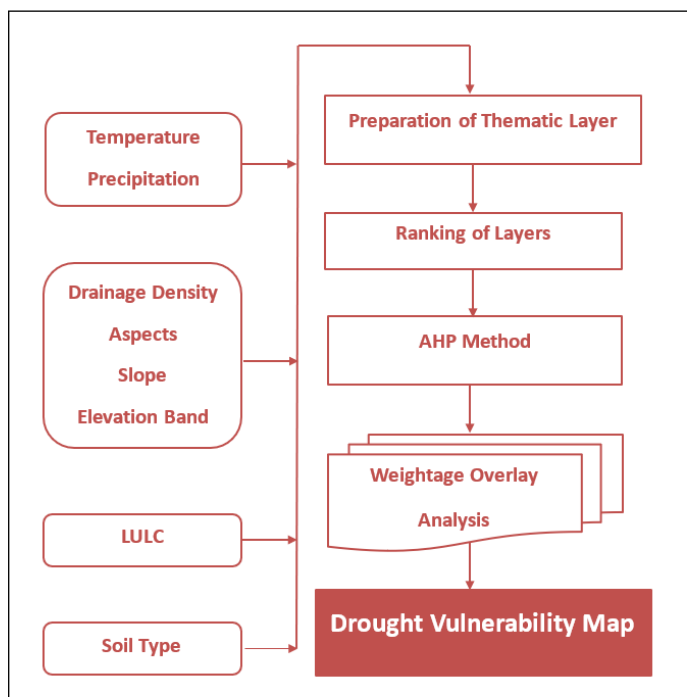 Temperature
Precipitation
Drainage Density
Aspects
Slope
Elevation Band
LULC
Soil Type
Preparation of Thematic Layer
Ranking of Layers
AHP Method
Weightage Overlay
Analysis
Drought Vulnerability Map